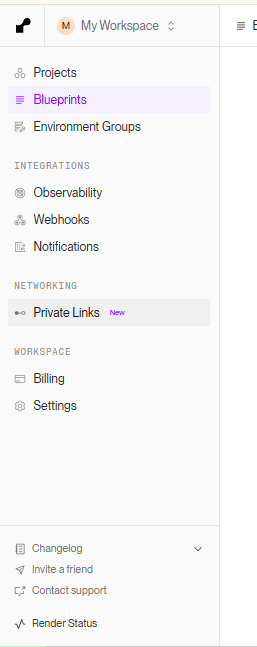 M My Workspace
Projects
Blueprints
Environment Groups
INTEGRATIONS
Observability
Webhooks
Notifications
NETWORKING
Private Links New
WORKSPACE
Billing
Settings
Changelog
Invite a friend
Contact support
Render Status